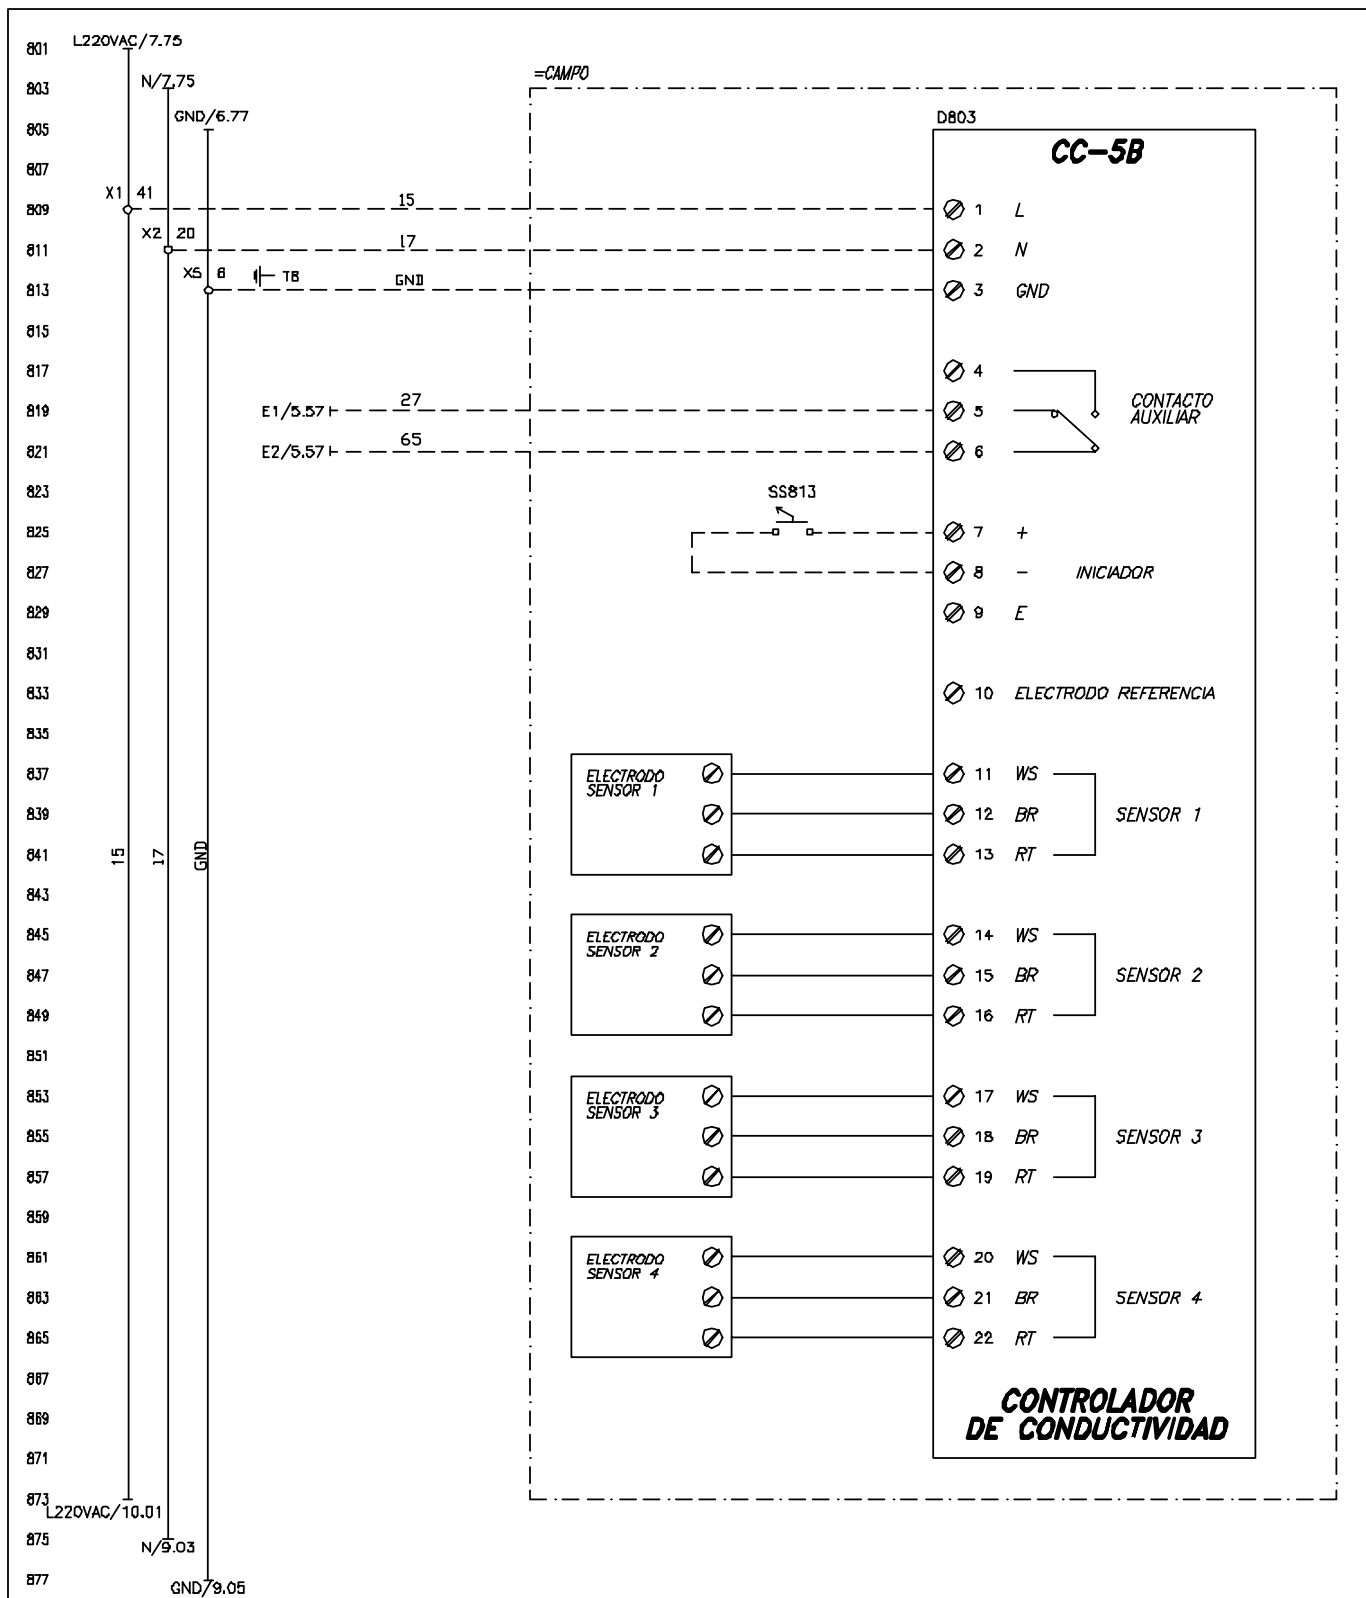 801 L220VAC/7.75
=CAMPO
803 N/7.75
GND/6.77 D803
805
CC-5B
807
X1 41 15
809 1 L
X2 20 17
811 2 N
X5 6 T6 GND
813 3 GND
815
817 4
27 CONTACTO
819 E1/5.57 5 AUXILIAR
65
821 E2/5.57 6
823 SS813
825 7 +
827 8 - INICIADOR
829 9 E
831
833 10 ELECTRODO REFERENCIA
835
837 ELECTRODO 11 WS
SENSOR 1
839 12 BR SENSOR 1
841 15 17 GND 13 RT
843
845 ELECTRODO 14 WS
SENSOR 2
847 15 BR SENSOR 2
849 16 RT
851
853 ELECTRODO 17 WS
SENSOR 3
855 18 BR SENSOR 3
857 19 RT
859
861 ELECTRODO 20 WS
SENSOR 4
863 21 BR SENSOR 4
865 22 RT
867
CONTROLADOR
869
DE CONDUCTIVIDAD
871
873
L220VAC/10.01
875
N/9.03
877
GND/9.05